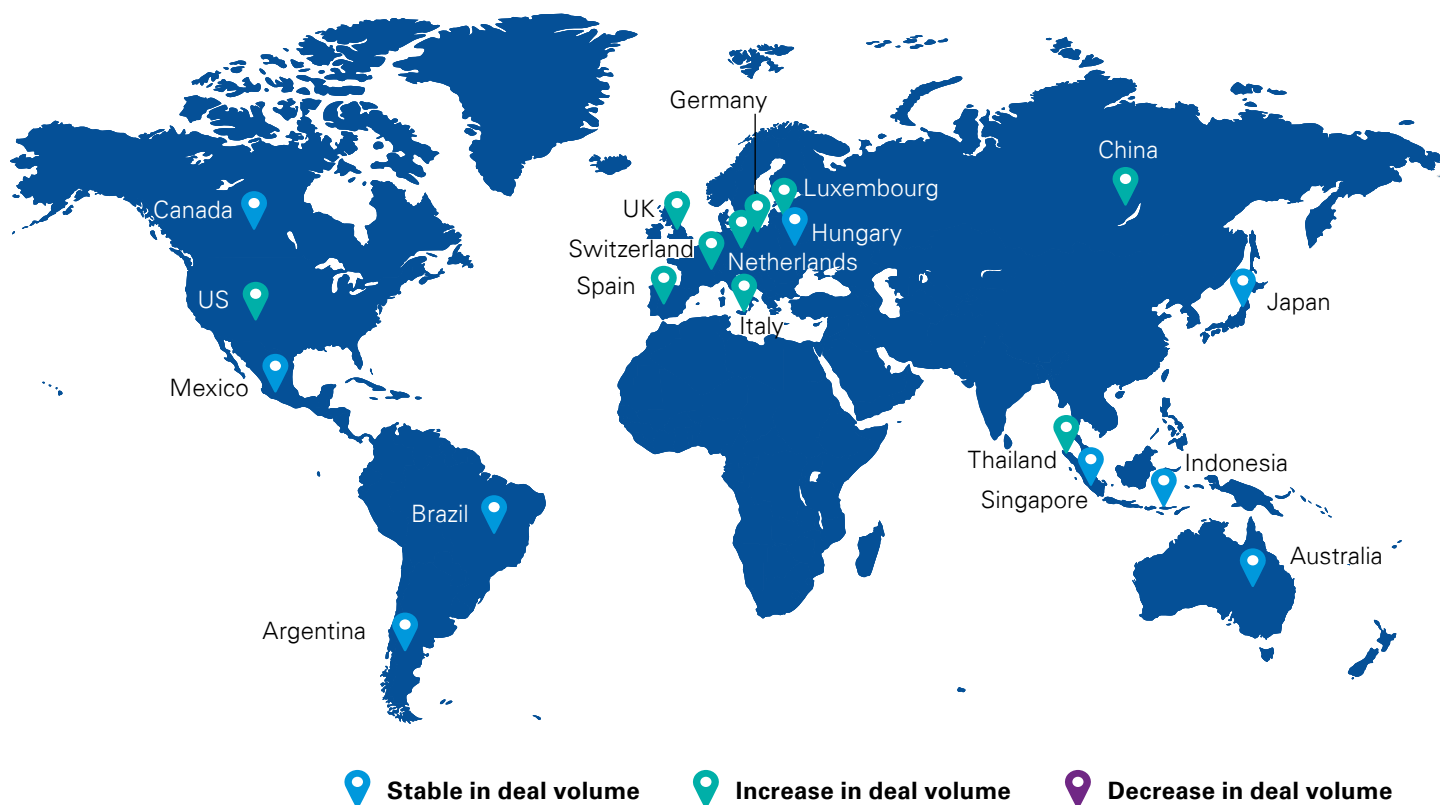 Germany
China
Luxembourg
Canada
UK
Hungary
Switzerland
Netherlands
Spain
US
Japan
Italy
Mexico
Thailand
Indonesia
Singapore
Brazil
Australia
Argentina
Stable in deal volume
Increase in deal volume
Decrease in deal volume